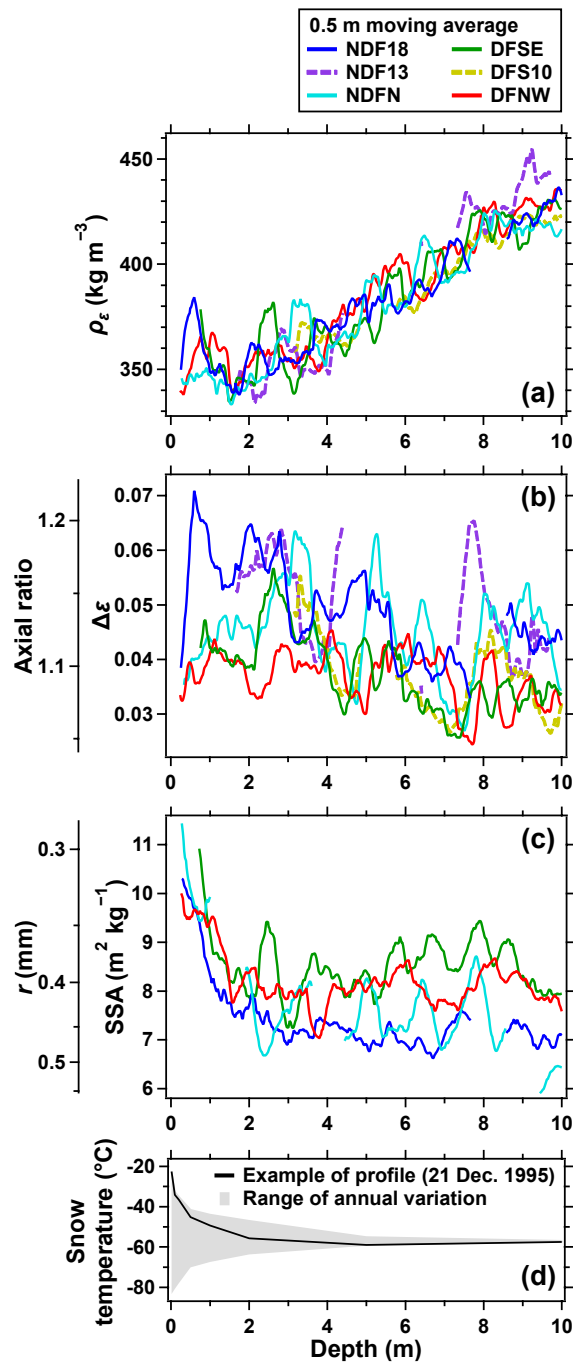 0.5 m moving average
NDF18 DFSE
NDF13 DFS10
NDFN DFNW
450
400
350
ρε (kg m⁻³)
(a)
0 2 4 6 8 10
(b)
1.2
1.1
Axial ratio
0.07
0.06
0.05
0.04
0.03
Δε
0 2 4 6 8 10
(c)
0.3
0.4
0.5
r (mm)
11
10
9
8
7
6
SSA (m² kg⁻¹)
0 2 4 6 8 10
-20
-40
-60
-80
Snow
temperature (°C)
Example of profile (21 Dec. 1995)
Range of annual variation
(d)
0 2 4 6 8 10
Depth (m)